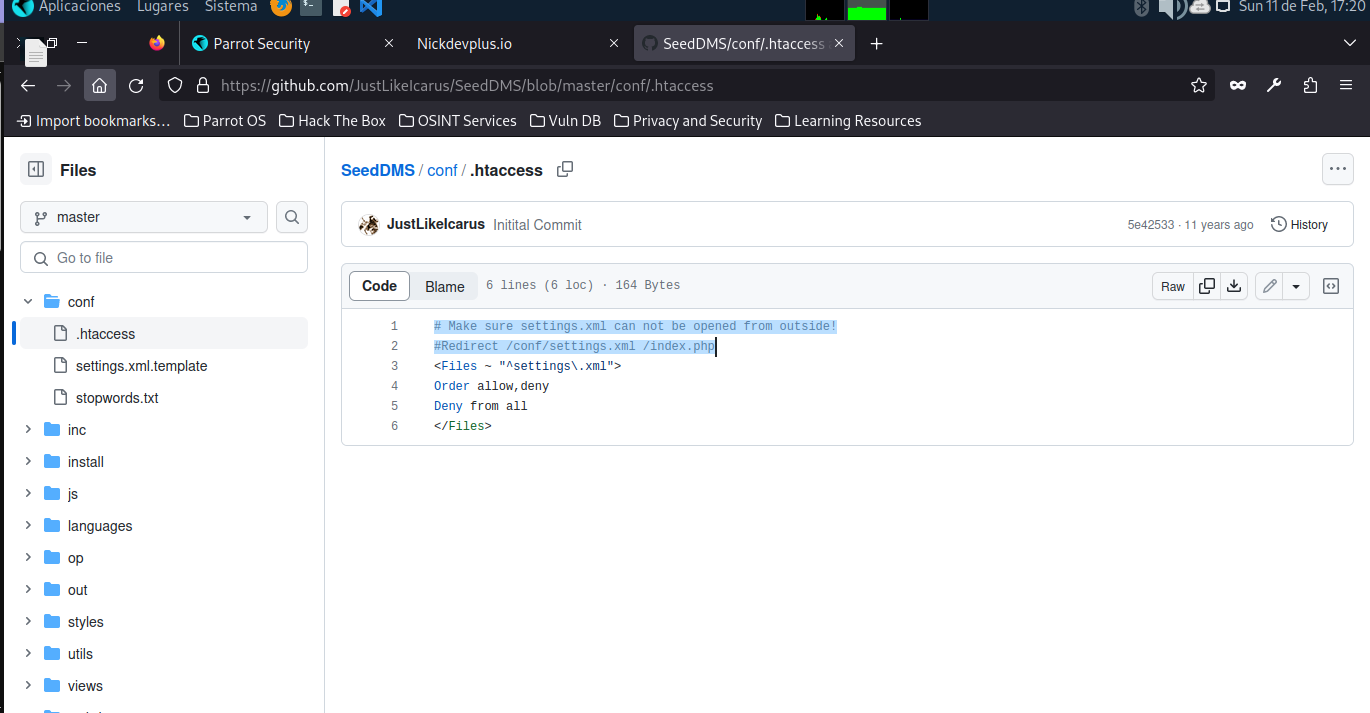 Aplicaciones Lugares Sistema Sun 11 de Feb, 17:20
Parrot Security Nickdevplus.io SeedDMS/conf/.htaccess
https://github.com/JustLikeIcarus/SeedDMS/blob/master/conf/.htaccess
Import bookmarks... Parrot OS Hack The Box OSINT Services Vuln DB Privacy and Security Learning Resources
Files
master
Go to file
conf
.htaccess
settings.xml.template
stopwords.txt
inc
install
js
languages
op
out
styles
utils
views
SeedDMS / conf / .htaccess
JustLikeIcarus Initital Commit 5e42533 · 11 years ago History
Code Blame 6 lines (6 loc) · 164 Bytes Raw
1 # Make sure settings.xml can not be opened from outside!
2 #Redirect /conf/settings.xml /index.php
3 <Files ~ "^settings\.xml">
4 Order allow,deny
5 Deny from all
6 </Files>